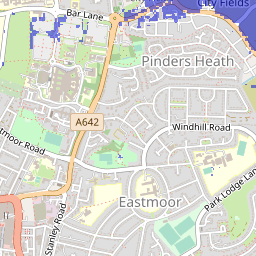 City Fields
Bar Lane
Pinders Heath
A642
Windhill Road
tmoor Road
Park Lodge Lan
Eastmoor
Stanley Road